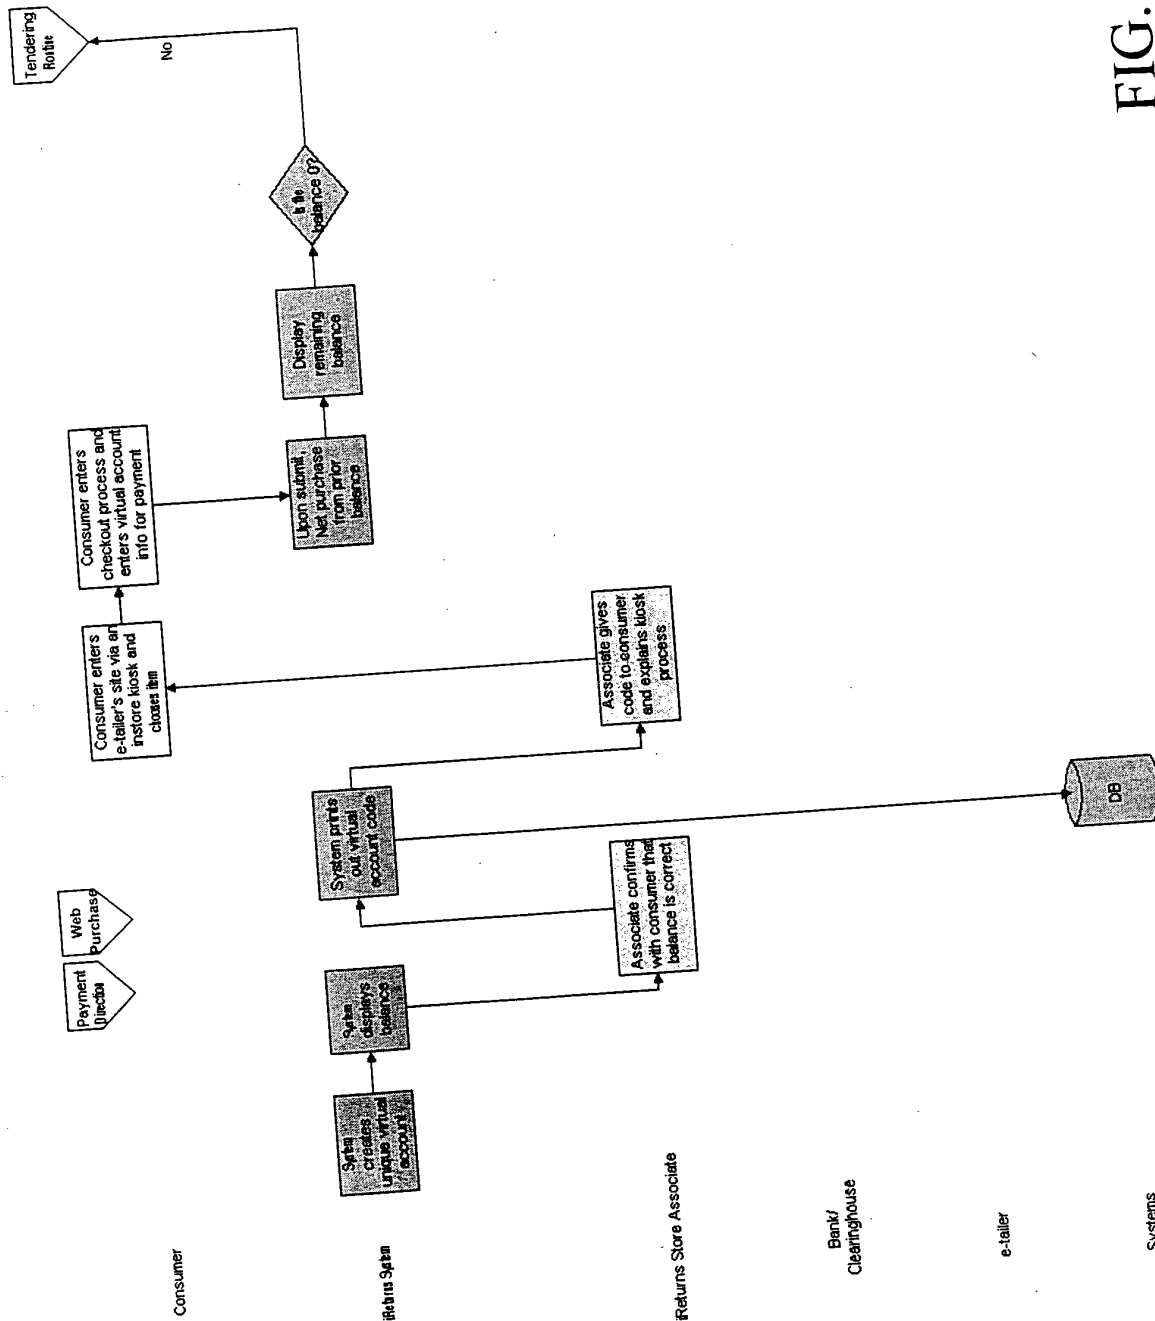 Tendering
Routine
No
Is the
balance 0?
Display
remaining
balance
Upon submit,
Net purchase
from prior
balance
Consumer enters
checkout process and
enters virtual account
info for payment
Consumer enters
e-tailer's site via an
instore kiosk and
chooses item
Associate gives
code to consumer
and explains kiosk
process
System prints
out virtual
account code
DB
Associate confirms
with consumer that
balance is correct
Web
Purchase
Payment
Direction
System
displays
balance
System
creates
unique virtual
account
Consumer
iReturns System
iReturns Store Associate
Bank/
Clearinghouse
e-tailer
Systems
FIG.